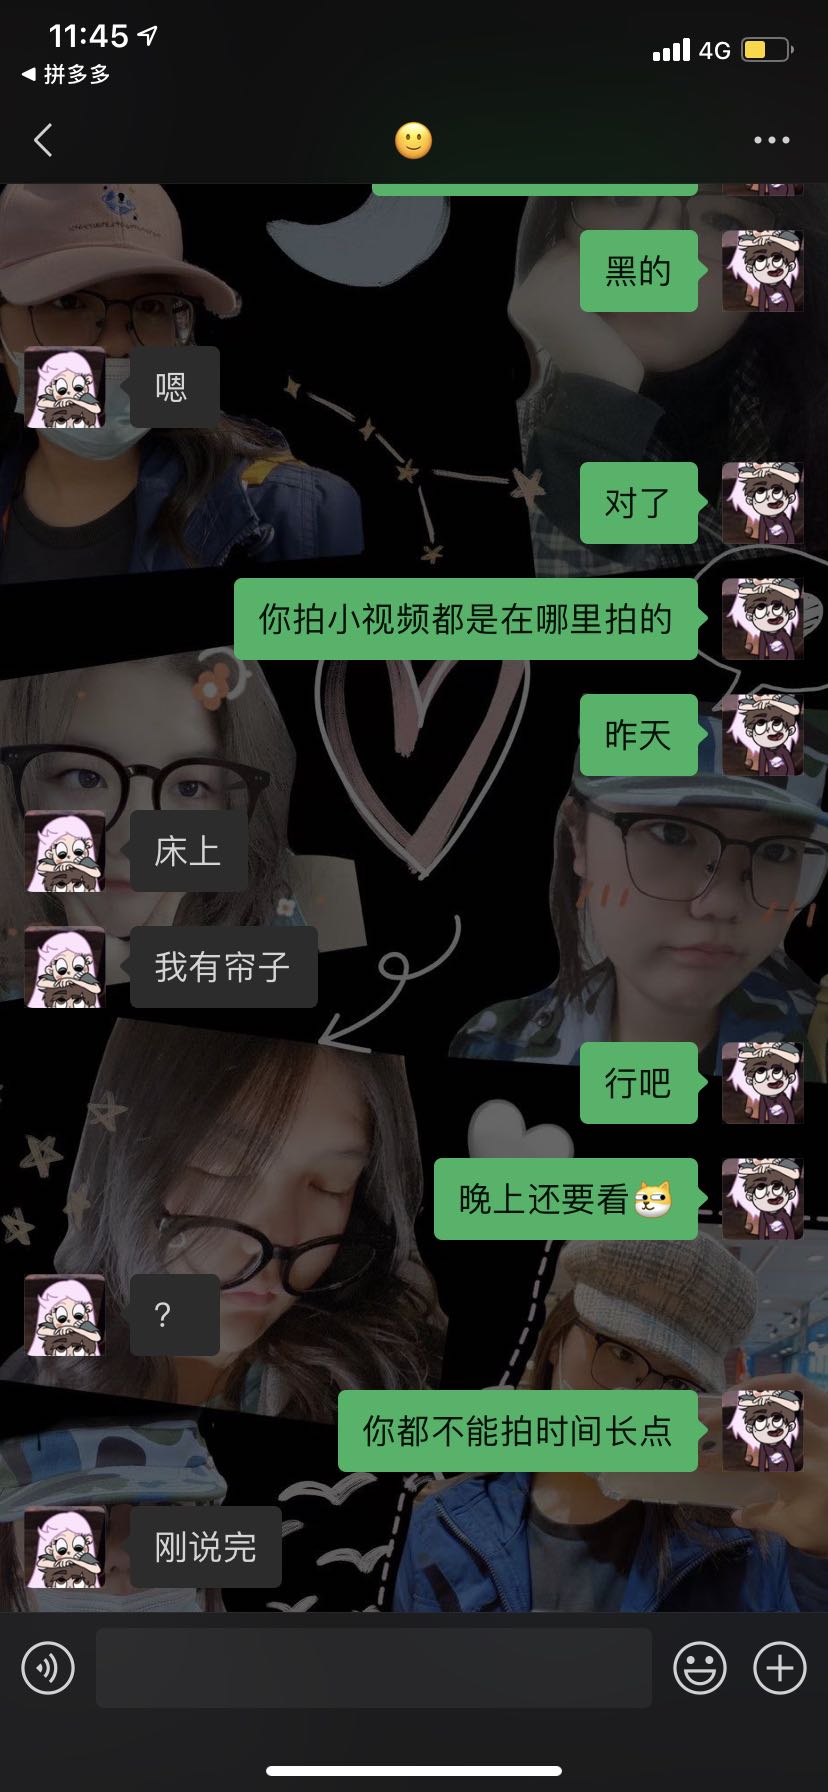 11:45
4G
拼多多
黑的
嗯
对了
你拍小视频都是在哪里拍的
昨天
床上
我有帘子
行吧
晚上还要看
?
你都不能拍时间长点
刚说完